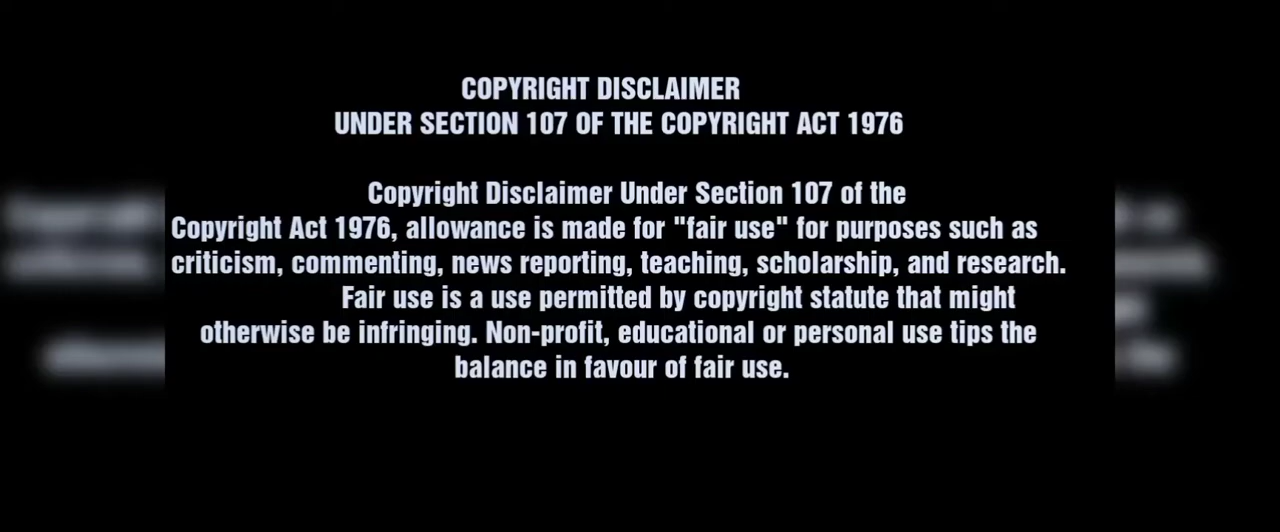 COPYRIGHT DISCLAIMER
UNDER SECTION 107 OF THE COPYRIGHT ACT 1976
Copyright Disclaimer Under Section 107 of the
Copyright Act 1976, allowance is made for "fair use" for purposes such as
criticism, commenting, news reporting, teaching, scholarship, and research.
Fair use is a use permitted by copyright statute that might
otherwise be infringing. Non-profit, educational or personal use tips the
balance in favour of fair use.